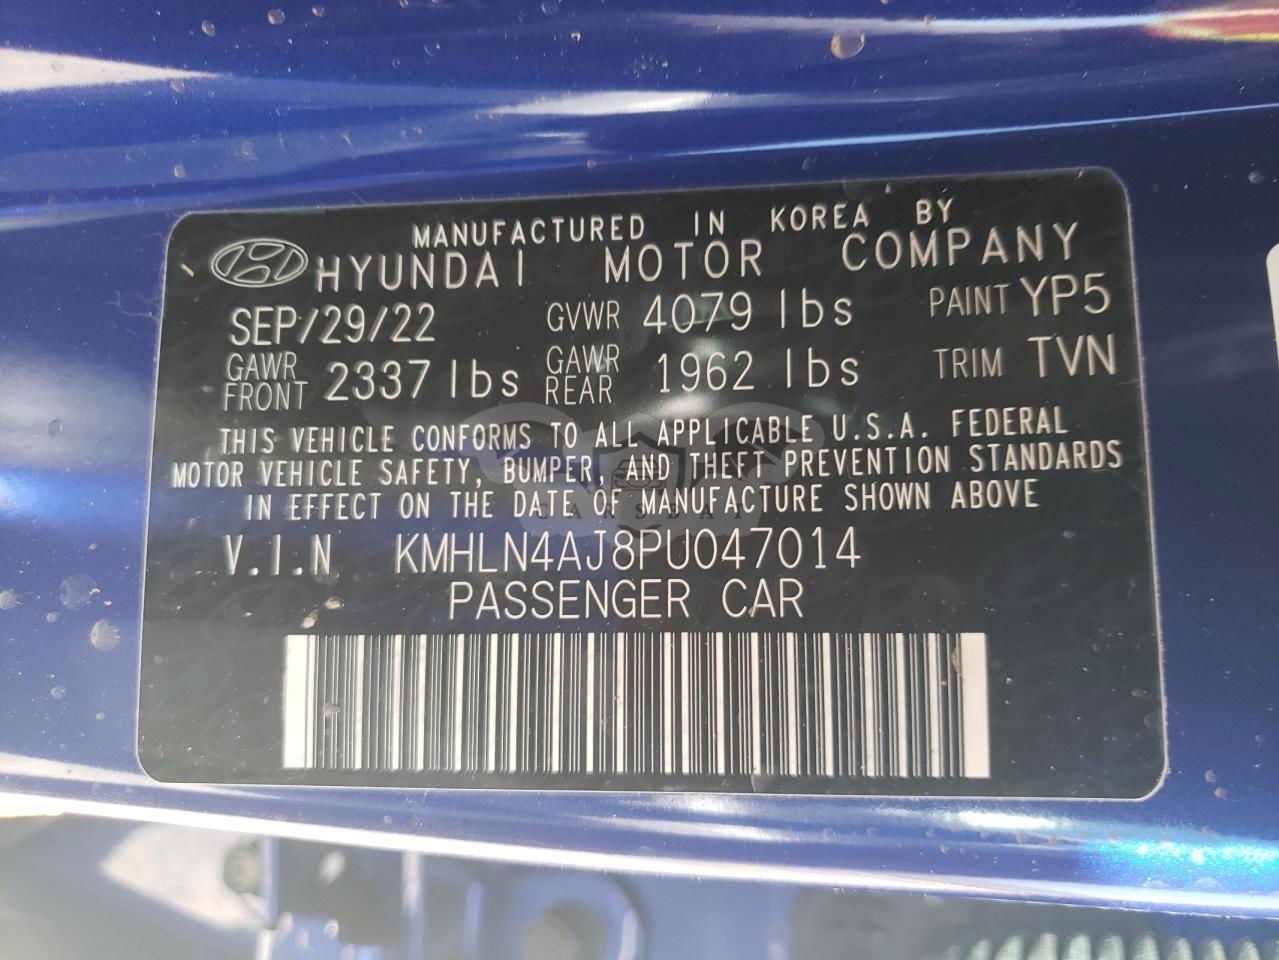 MANUFACTURED IN KOREA BY
HYUNDAI MOTOR COMPANY
SEP/29/22 GVWR 4079 lbs PAINT YP5
GAWR FRONT 2337 lbs GAWR REAR 1962 lbs TRIM TVN
THIS VEHICLE CONFORMS TO ALL APPLICABLE U.S.A. FEDERAL
MOTOR VEHICLE SAFETY, BUMPER, AND THEFT PREVENTION STANDARDS
IN EFFECT ON THE DATE OF MANUFACTURE SHOWN ABOVE
V.I.N KMHLN4AJ8PU047014
PASSENGER CAR